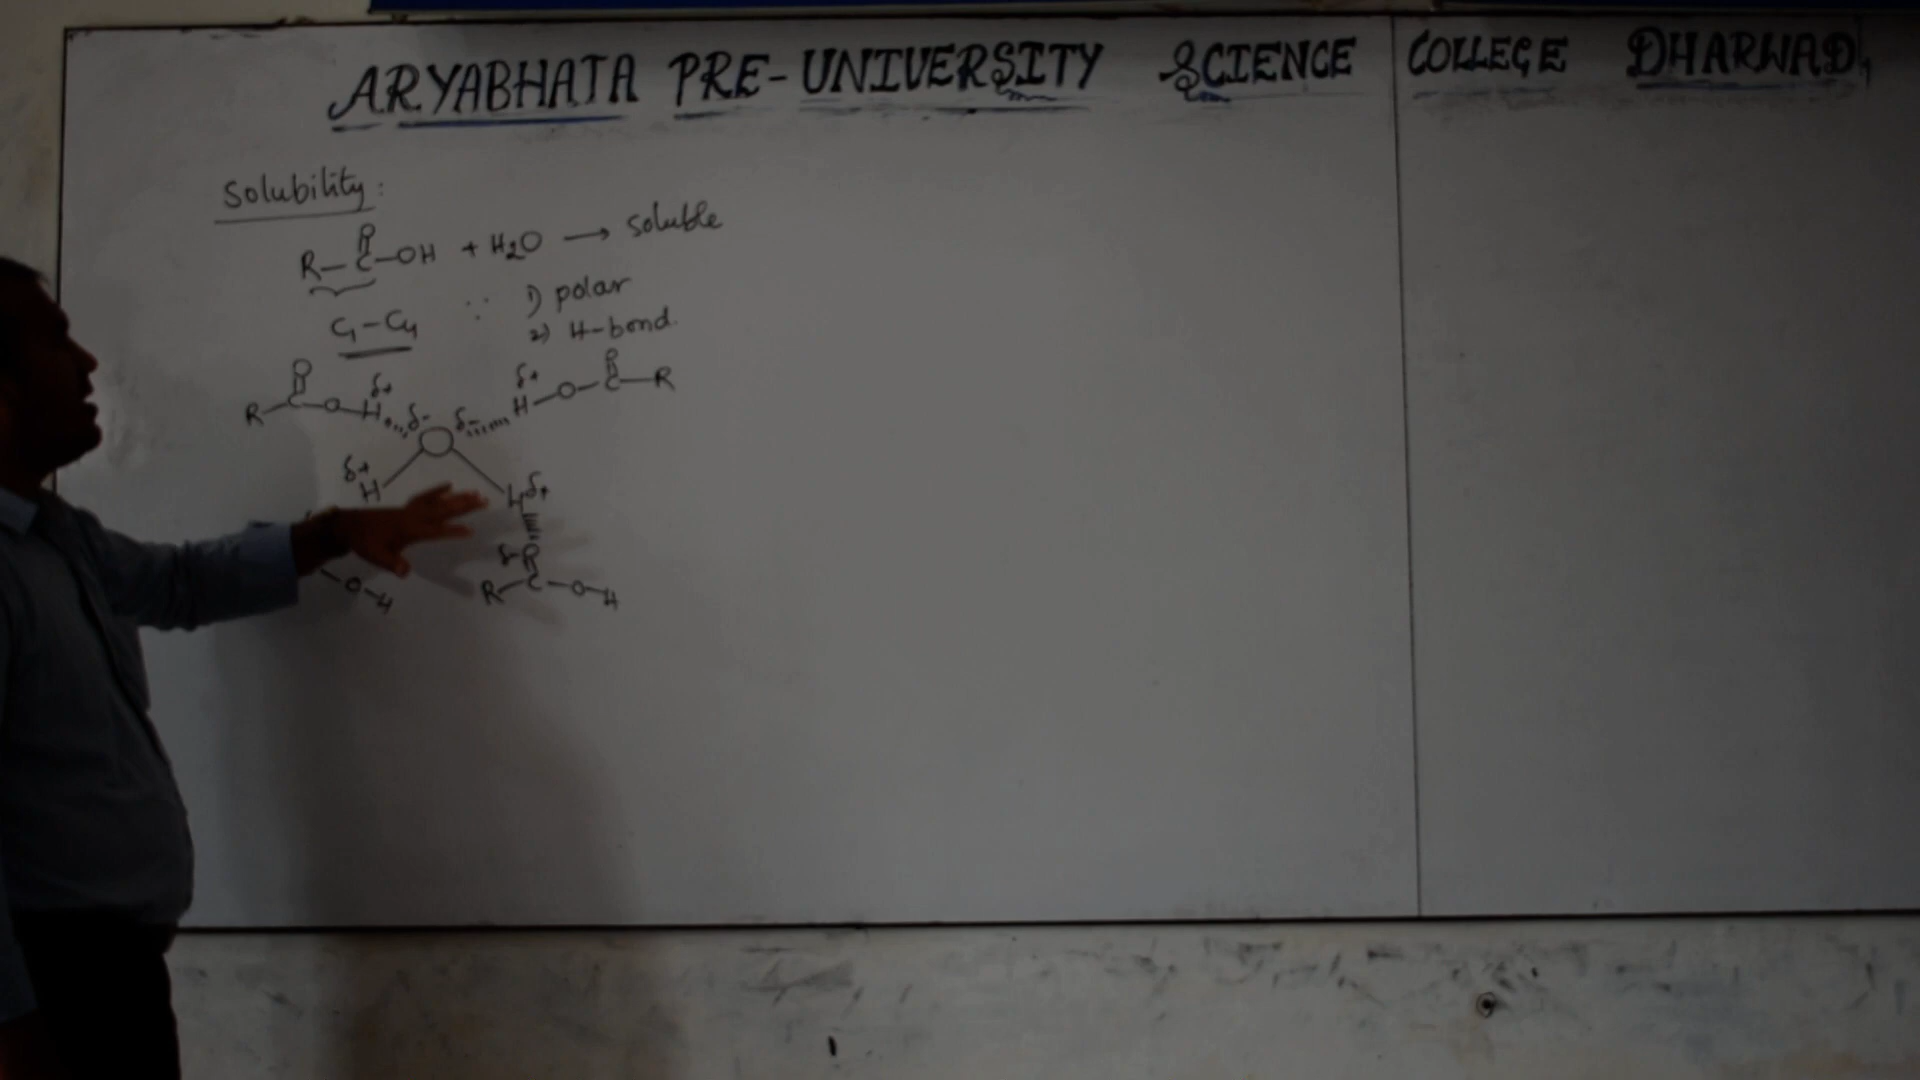 ARYABHATA PRE-UNIVERSITY SCIENCE COLLEGE DHARWAD,
Solubility:
O
R-C-OH + H2O → soluble
C1-C4 ∵ 1) polar
2) H-bond.
O δ+ δ+ O
R C O-H δ- δ- H-O-C-R
O
δ+ H H δ+
δ- O
O-H R-C-O-H